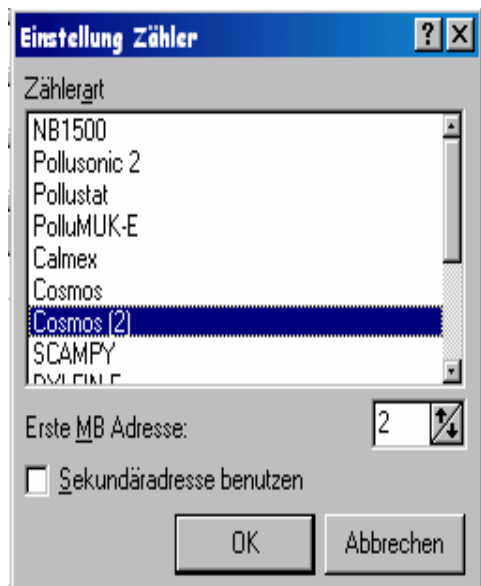 Einstellung Zähler
Zählerart
NB1500
Pollusonic 2
Pollustat
PolluMUK-E
Calmex
Cosmos
Cosmos (2)
SCAMPY
Erste MB Adresse: 2
Sekundäradresse benutzen
OK Abbrechen